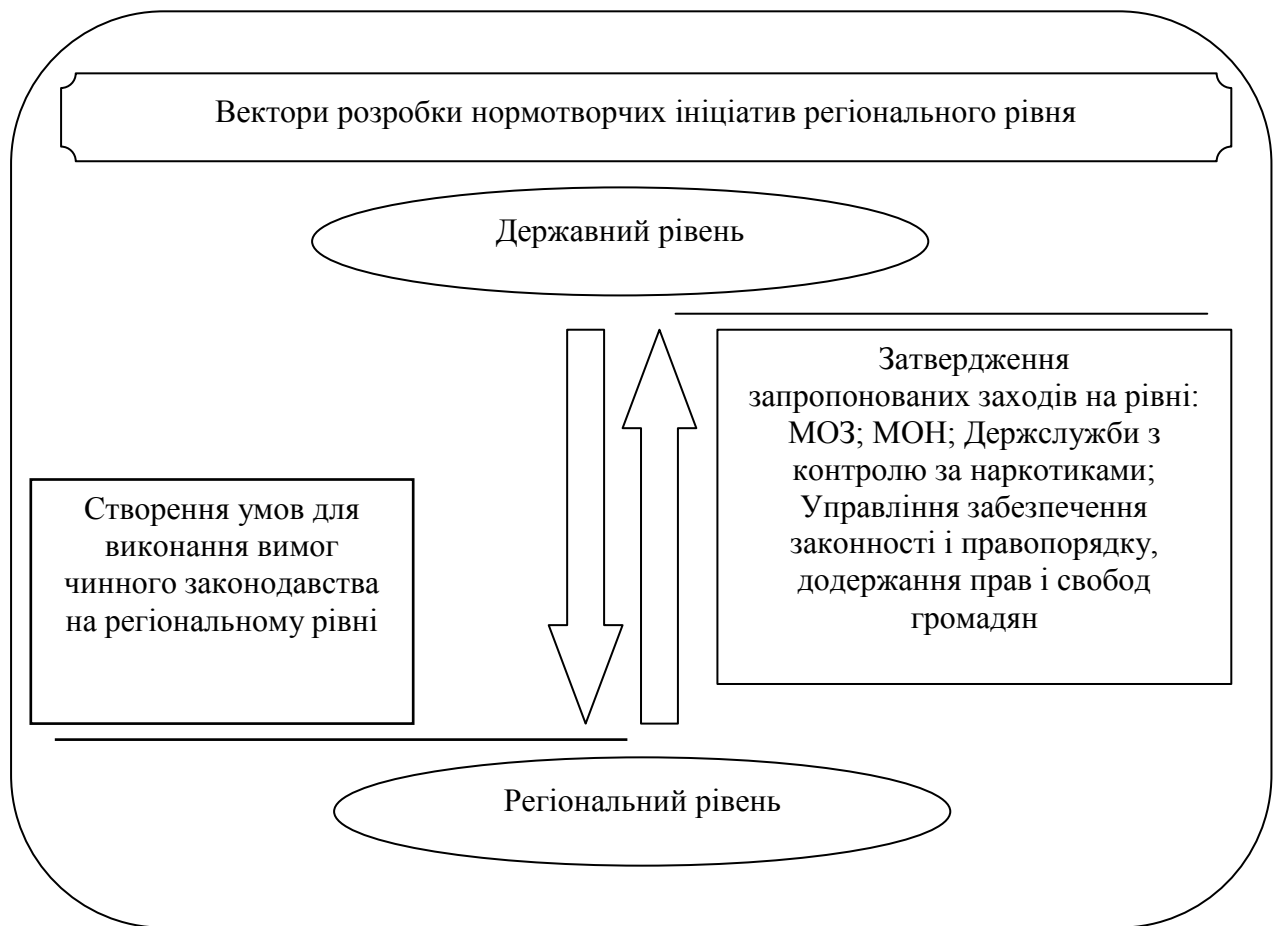 Вектори розробки нормотворчих ініціатив регіонального рівня
Державний рівень
Затвердження
запропонованих заходів на рівні:
МОЗ; МОН; Держслужби з
контролю за наркотиками;
Управління забезпечення
законності і правопорядку,
додержання прав і свобод
громадян
Створення умов для
виконання вимог
чинного законодавства
на регіональному рівні
Регіональний рівень